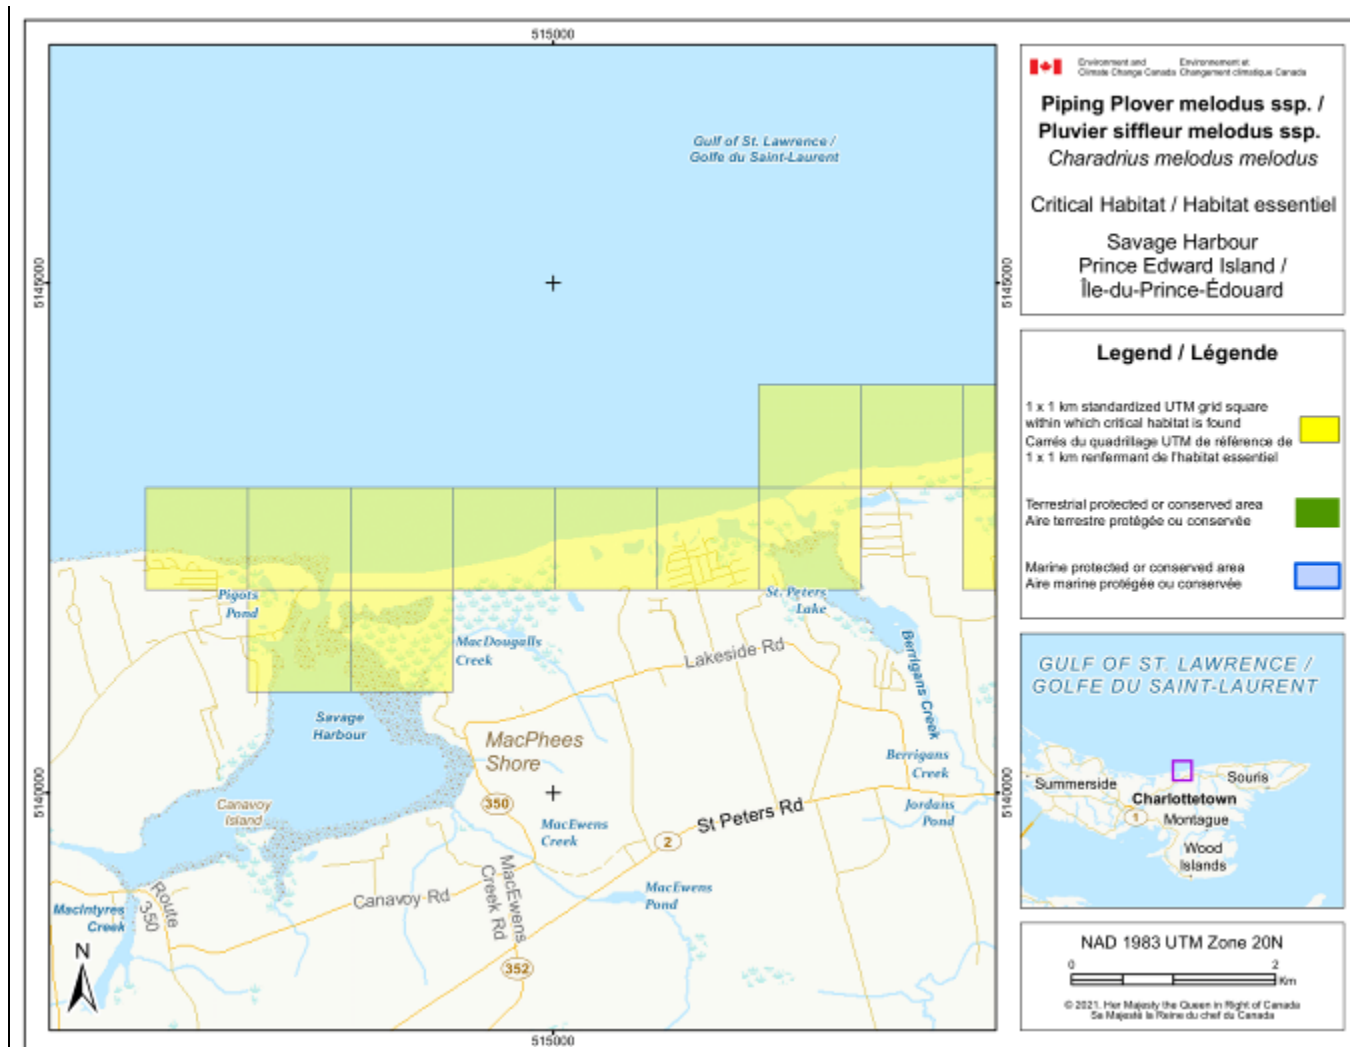 515000
Gulf of St. Lawrence /
Golfe du Saint-Laurent
5145000
5145000
Pigots
Pond
MacDougalls
Creek
St. Peters
Lake
Lakeside Rd
Berrigans Creek
Savage
Harbour
MacPhees
Shore
Berrigans
Creek
Canavoy
Island
350
5140000
5140000
Jordans
Pond
St Peters Rd
MacEwens
Creek
2
MacEwens
Pond
Canavoy Rd
MacEwens
Creek Rd
Route
350
MacIntyres
Creek
N
352
515000
Environment and
Climate Change Canada
Environnement et
Changement climatique Canada
Piping Plover melodus ssp. /
Pluvier siffleur melodus ssp.
Charadrius melodus melodus
Critical Habitat / Habitat essentiel
Savage Harbour
Prince Edward Island /
Île-du-Prince-Édouard
Legend / Légende
1 x 1 km standardized UTM grid square
within which critical habitat is found
Carrés du quadrillage UTM de référence de
1 x 1 km renfermant de l'habitat essentiel
Terrestrial protected or conserved area
Aire terrestre protégée ou conservée
Marine protected or conserved area
Aire marine protégée ou conservée
GULF OF ST. LAWRENCE /
GOLFE DU SAINT-LAURENT
Summerside
Souris
Charlottetown
1
Montague
Wood
Islands
NAD 1983 UTM Zone 20N
0 2
Km
© 2021. Her Majesty the Queen in Right of Canada
Sa Majesté la Reine du chef du Canada